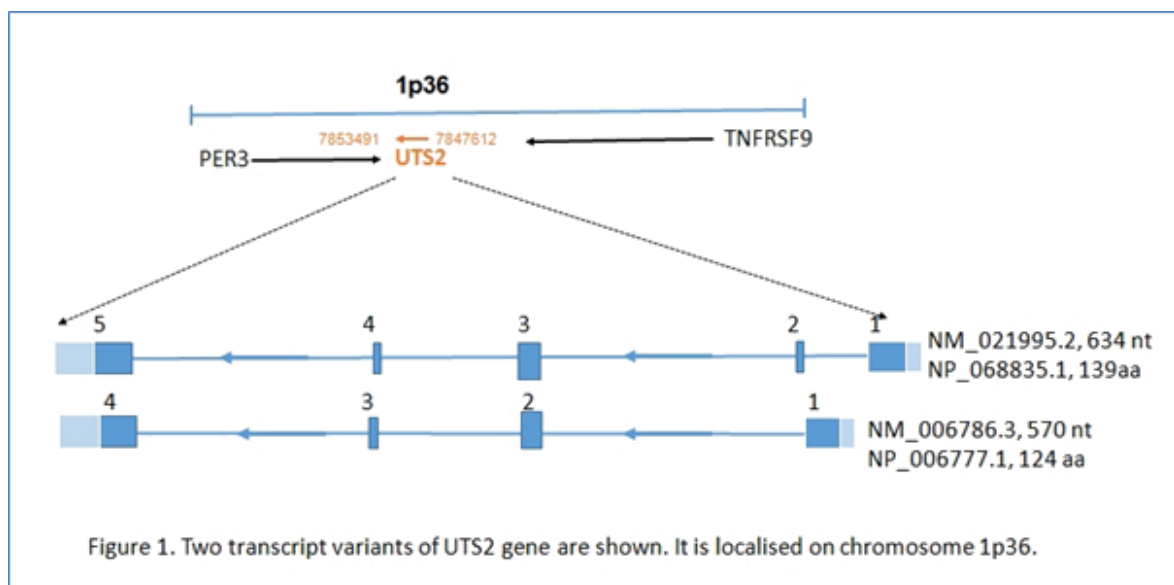 1p36
7853491 7847612
TNFRSF9
PER3 UTS2
5 4 3 2 1
NM_021995.2, 634 nt
NP_068835.1, 139aa
4 3 2 1
NM_006786.3, 570 nt
NP_006777.1, 124 aa
Figure 1. Two transcript variants of UTS2 gene are shown. It is localised on chromosome 1p36.